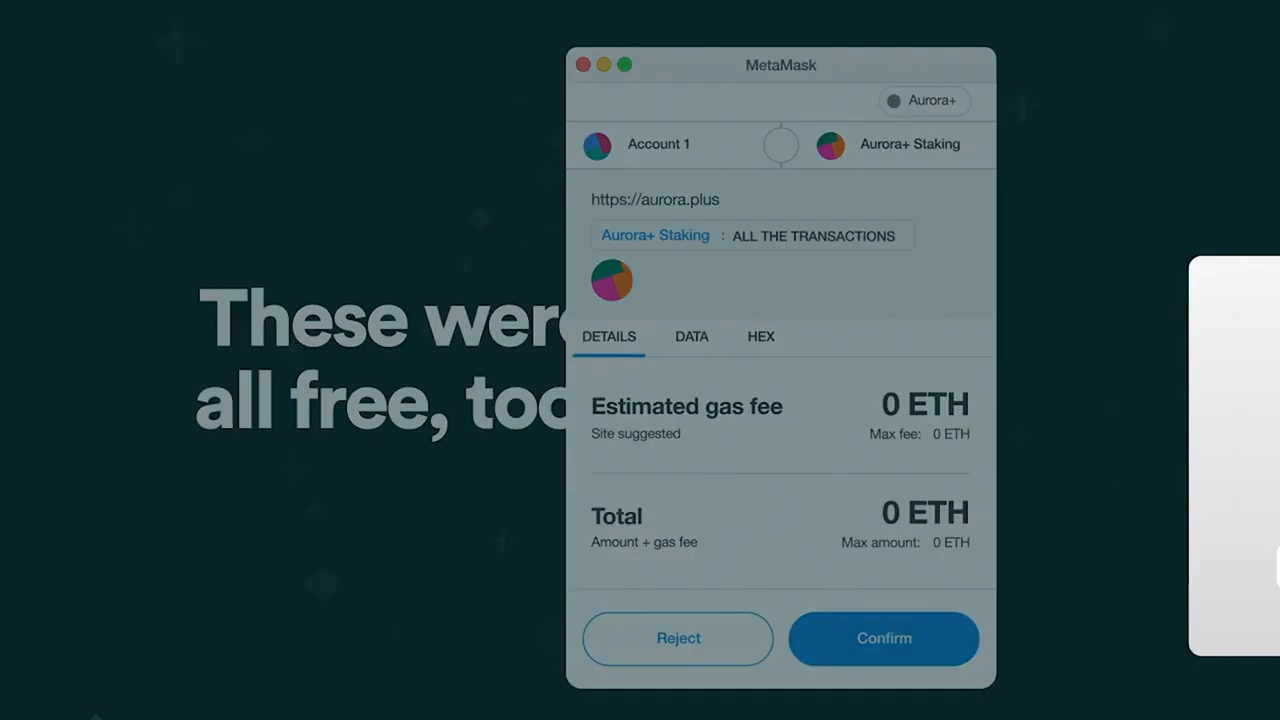 MetaMask
Aurora+
Account 1
Aurora+ Staking
https://aurora.plus
Aurora+ Staking : ALL THE TRANSACTIONS
These were
all free, too
DETAILS DATA HEX
Estimated gas fee 0 ETH
Site suggested Max fee: 0 ETH
Total 0 ETH
Amount + gas fee Max amount: 0 ETH
Reject Confirm